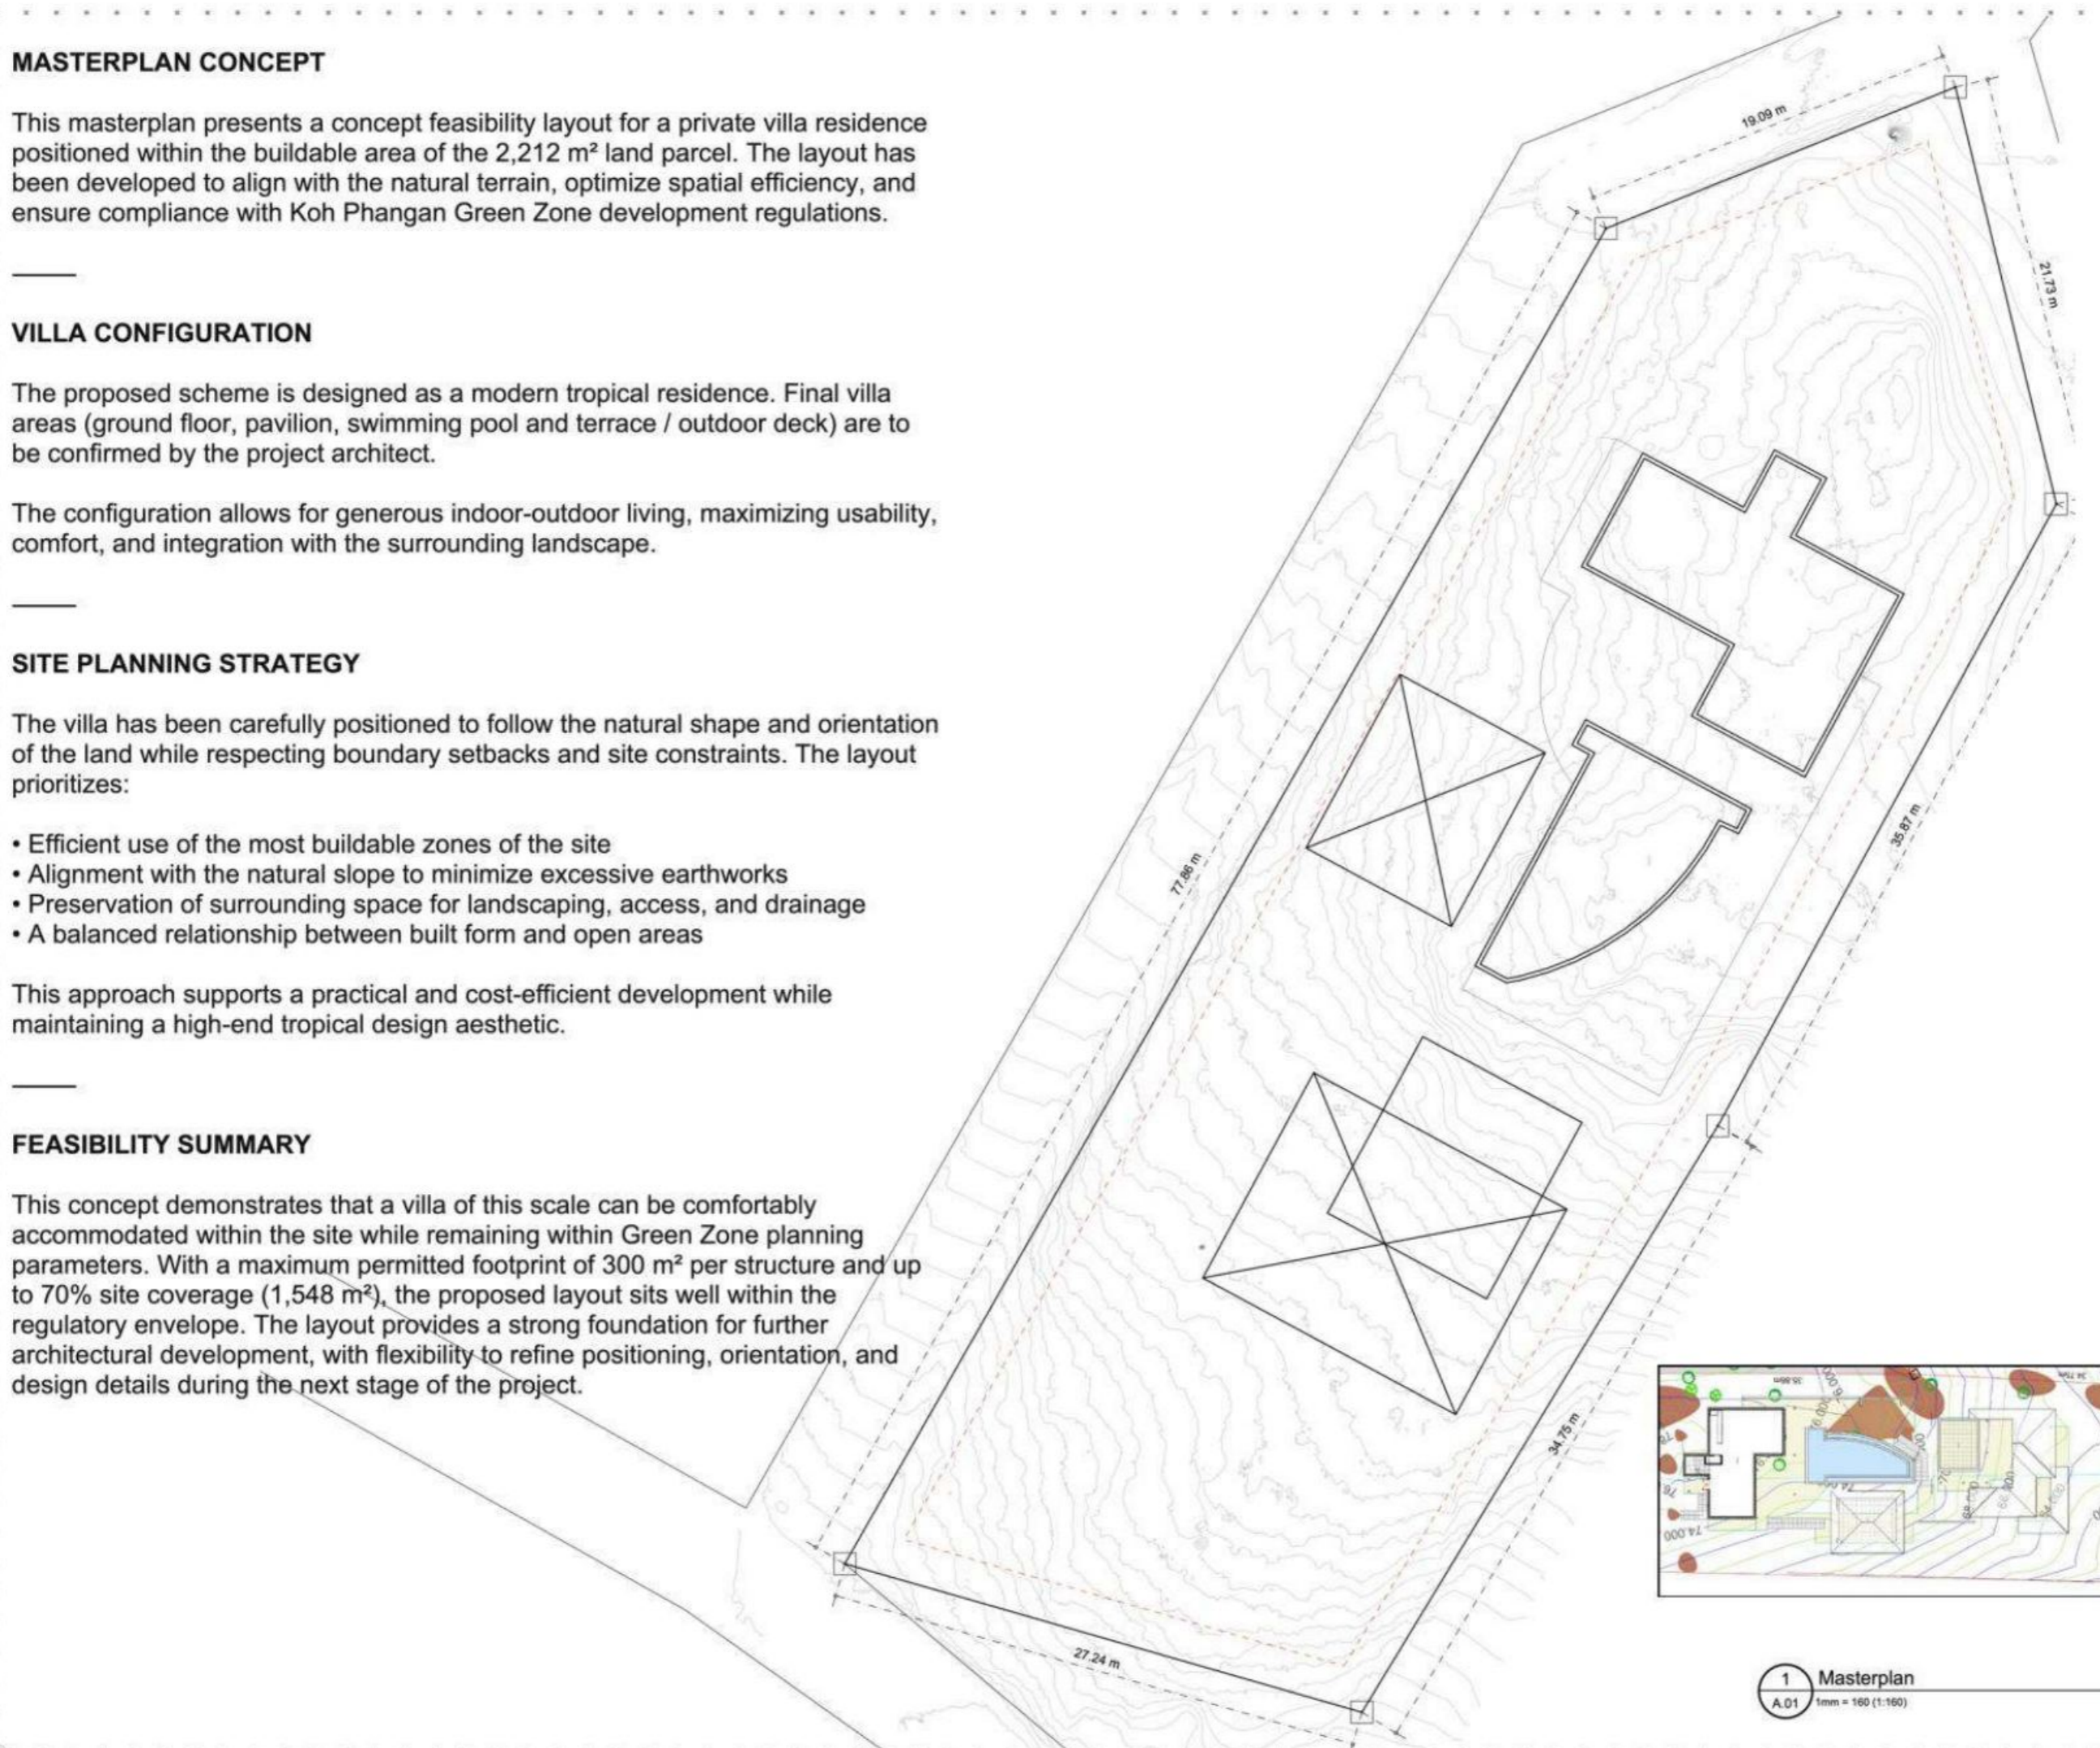 MASTERPLAN CONCEPT
This masterplan presents a concept feasibility layout for a private villa residence
positioned within the buildable area of the 2,212 m² land parcel. The layout has
been developed to align with the natural terrain, optimize spatial efficiency, and
ensure compliance with Koh Phangan Green Zone development regulations.
VILLA CONFIGURATION
The proposed scheme is designed as a modern tropical residence. Final villa
areas (ground floor, pavilion, swimming pool and terrace / outdoor deck) are to
be confirmed by the project architect.
The configuration allows for generous indoor-outdoor living, maximizing usability,
comfort, and integration with the surrounding landscape.
SITE PLANNING STRATEGY
The villa has been carefully positioned to follow the natural shape and orientation
of the land while respecting boundary setbacks and site constraints. The layout
prioritizes:
• Efficient use of the most buildable zones of the site
• Alignment with the natural slope to minimize excessive earthworks
• Preservation of surrounding space for landscaping, access, and drainage
• A balanced relationship between built form and open areas
This approach supports a practical and cost-efficient development while
maintaining a high-end tropical design aesthetic.
FEASIBILITY SUMMARY
This concept demonstrates that a villa of this scale can be comfortably
accommodated within the site while remaining within Green Zone planning
parameters. With a maximum permitted footprint of 300 m² per structure and up
to 70% site coverage (1,548 m²), the proposed layout sits well within the
regulatory envelope. The layout provides a strong foundation for further
architectural development, with flexibility to refine positioning, orientation, and
design details during the next stage of the project.
19.09 m
21.73 m
77.86 m
35.87 m
34.75 m
27.24 m
74.000
1
A.01
Masterplan
1mm = 160 (1:160)